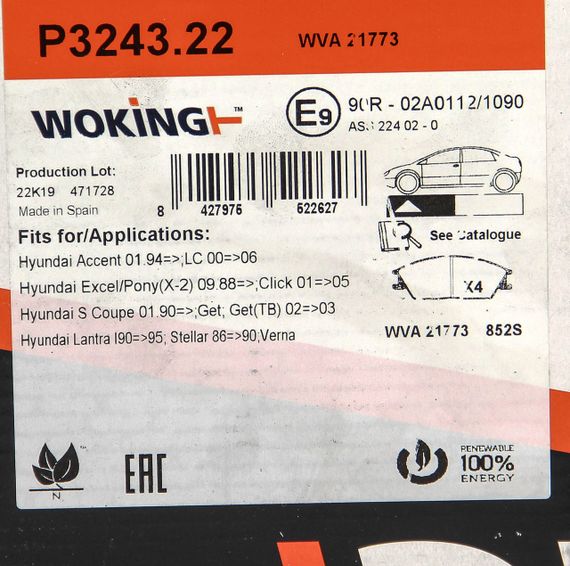 P3243.22 WVA 21773
WOKING™
E9 90R - 02A0112/1090
224 02 - 0
Production Lot:
22K19 471728
Made in Spain
8 427976 622627
Fits for/Applications:
See Catalogue
Hyundai Accent 01.94=>;LC 00=>06
Hyundai Excel/Pony(X-2) 09.88=>;Click 01=>05
X4
Hyundai S Coupe 01.90=>;Get; Get(TB) 02=>03
Hyundai Lantra I90=>95; Stellar 86=>90;Verna
WVA 21773 852S
N
EAC
RENEWABLE
100%
ENERGY